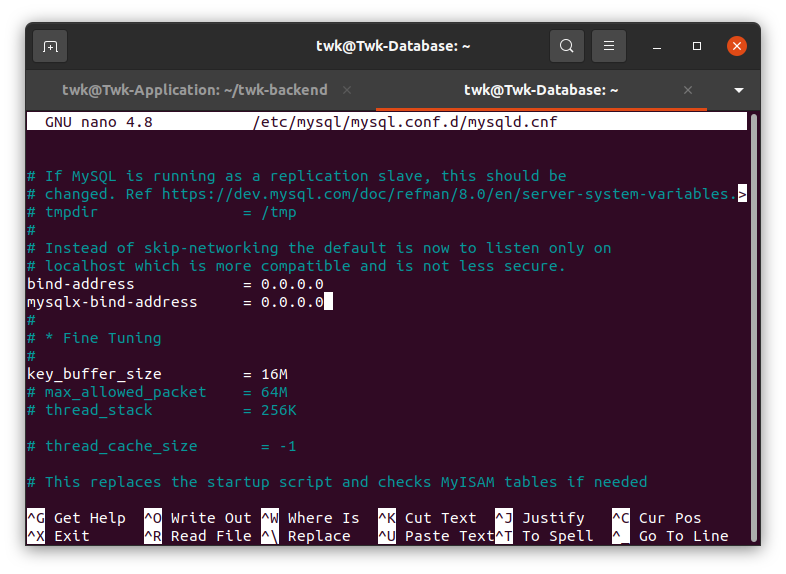 twk@Twk-Database: ~
twk@Twk-Application: ~/twk-backend × twk@Twk-Database: ~ ×
GNU nano 4.8 /etc/mysql/mysql.conf.d/mysqld.cnf
# If MySQL is running as a replication slave, this should be
# changed. Ref https://dev.mysql.com/doc/refman/8.0/en/server-system-variables.>
# tmpdir = /tmp
#
# Instead of skip-networking the default is now to listen only on
# localhost which is more compatible and is not less secure.
bind-address = 0.0.0.0
mysqlx-bind-address = 0.0.0.0
#
# * Fine Tuning
#
key_buffer_size = 16M
# max_allowed_packet = 64M
# thread_stack = 256K
# thread_cache_size = -1
# This replaces the startup script and checks MyISAM tables if needed
^G Get Help ^O Write Out ^W Where Is ^K Cut Text ^J Justify ^C Cur Pos
^X Exit ^R Read File ^\ Replace ^U Paste Text ^T To Spell ^_ Go To Line